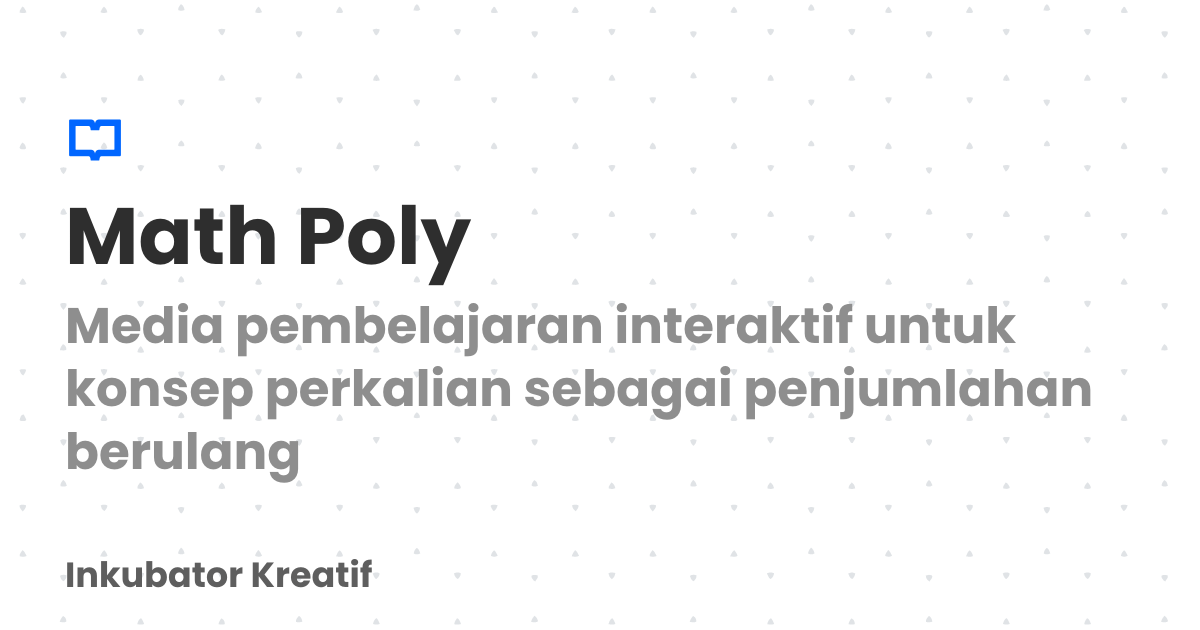 Math Poly
Media pembelajaran interaktif untuk
konsep perkalian sebagai penjumlahan
berulang
Inkubator Kreatif